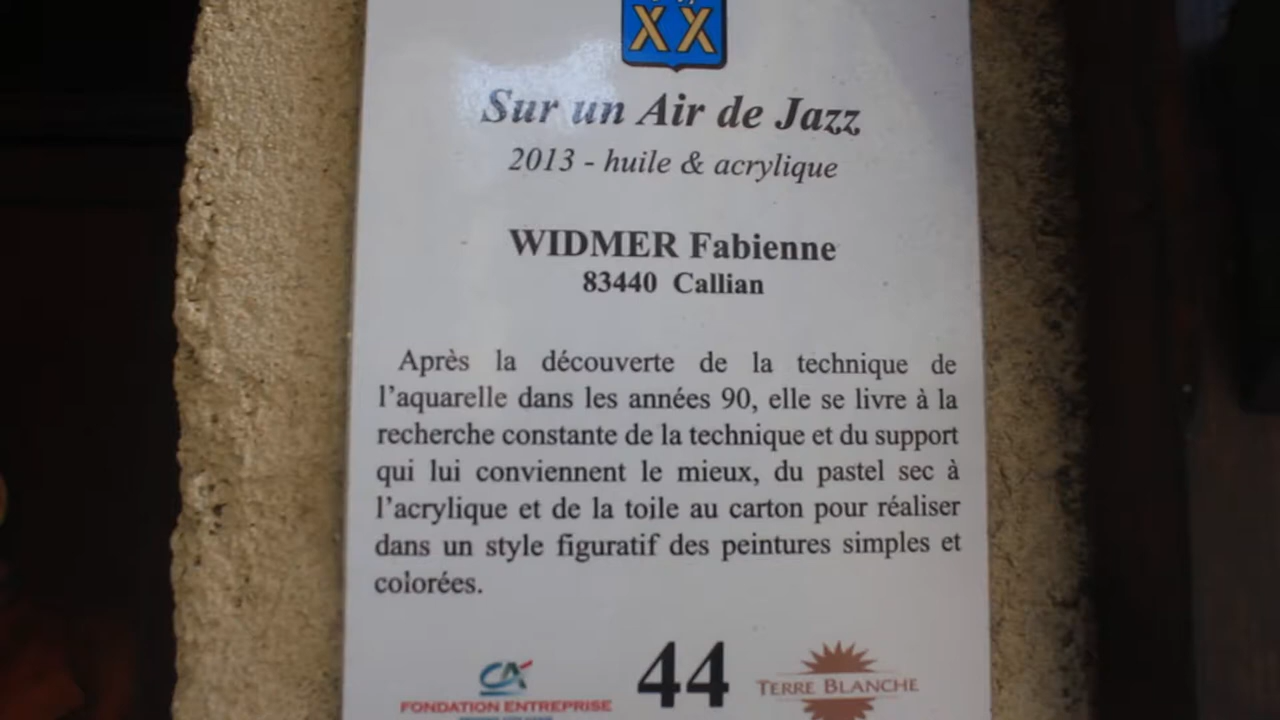 XX
Sur un Air de Jazz
2013 - huile & acrylique
WIDMER Fabienne
83440 Callian
Après la découverte de la technique de
l'aquarelle dans les années 90, elle se livre à la
recherche constante de la technique et du support
qui lui conviennent le mieux, du pastel sec à
l'acrylique et de la toile au carton pour réaliser
dans un style figuratif des peintures simples et
colorées.
CA
FONDATION ENTREPRISE
44
TERRE BLANCHE